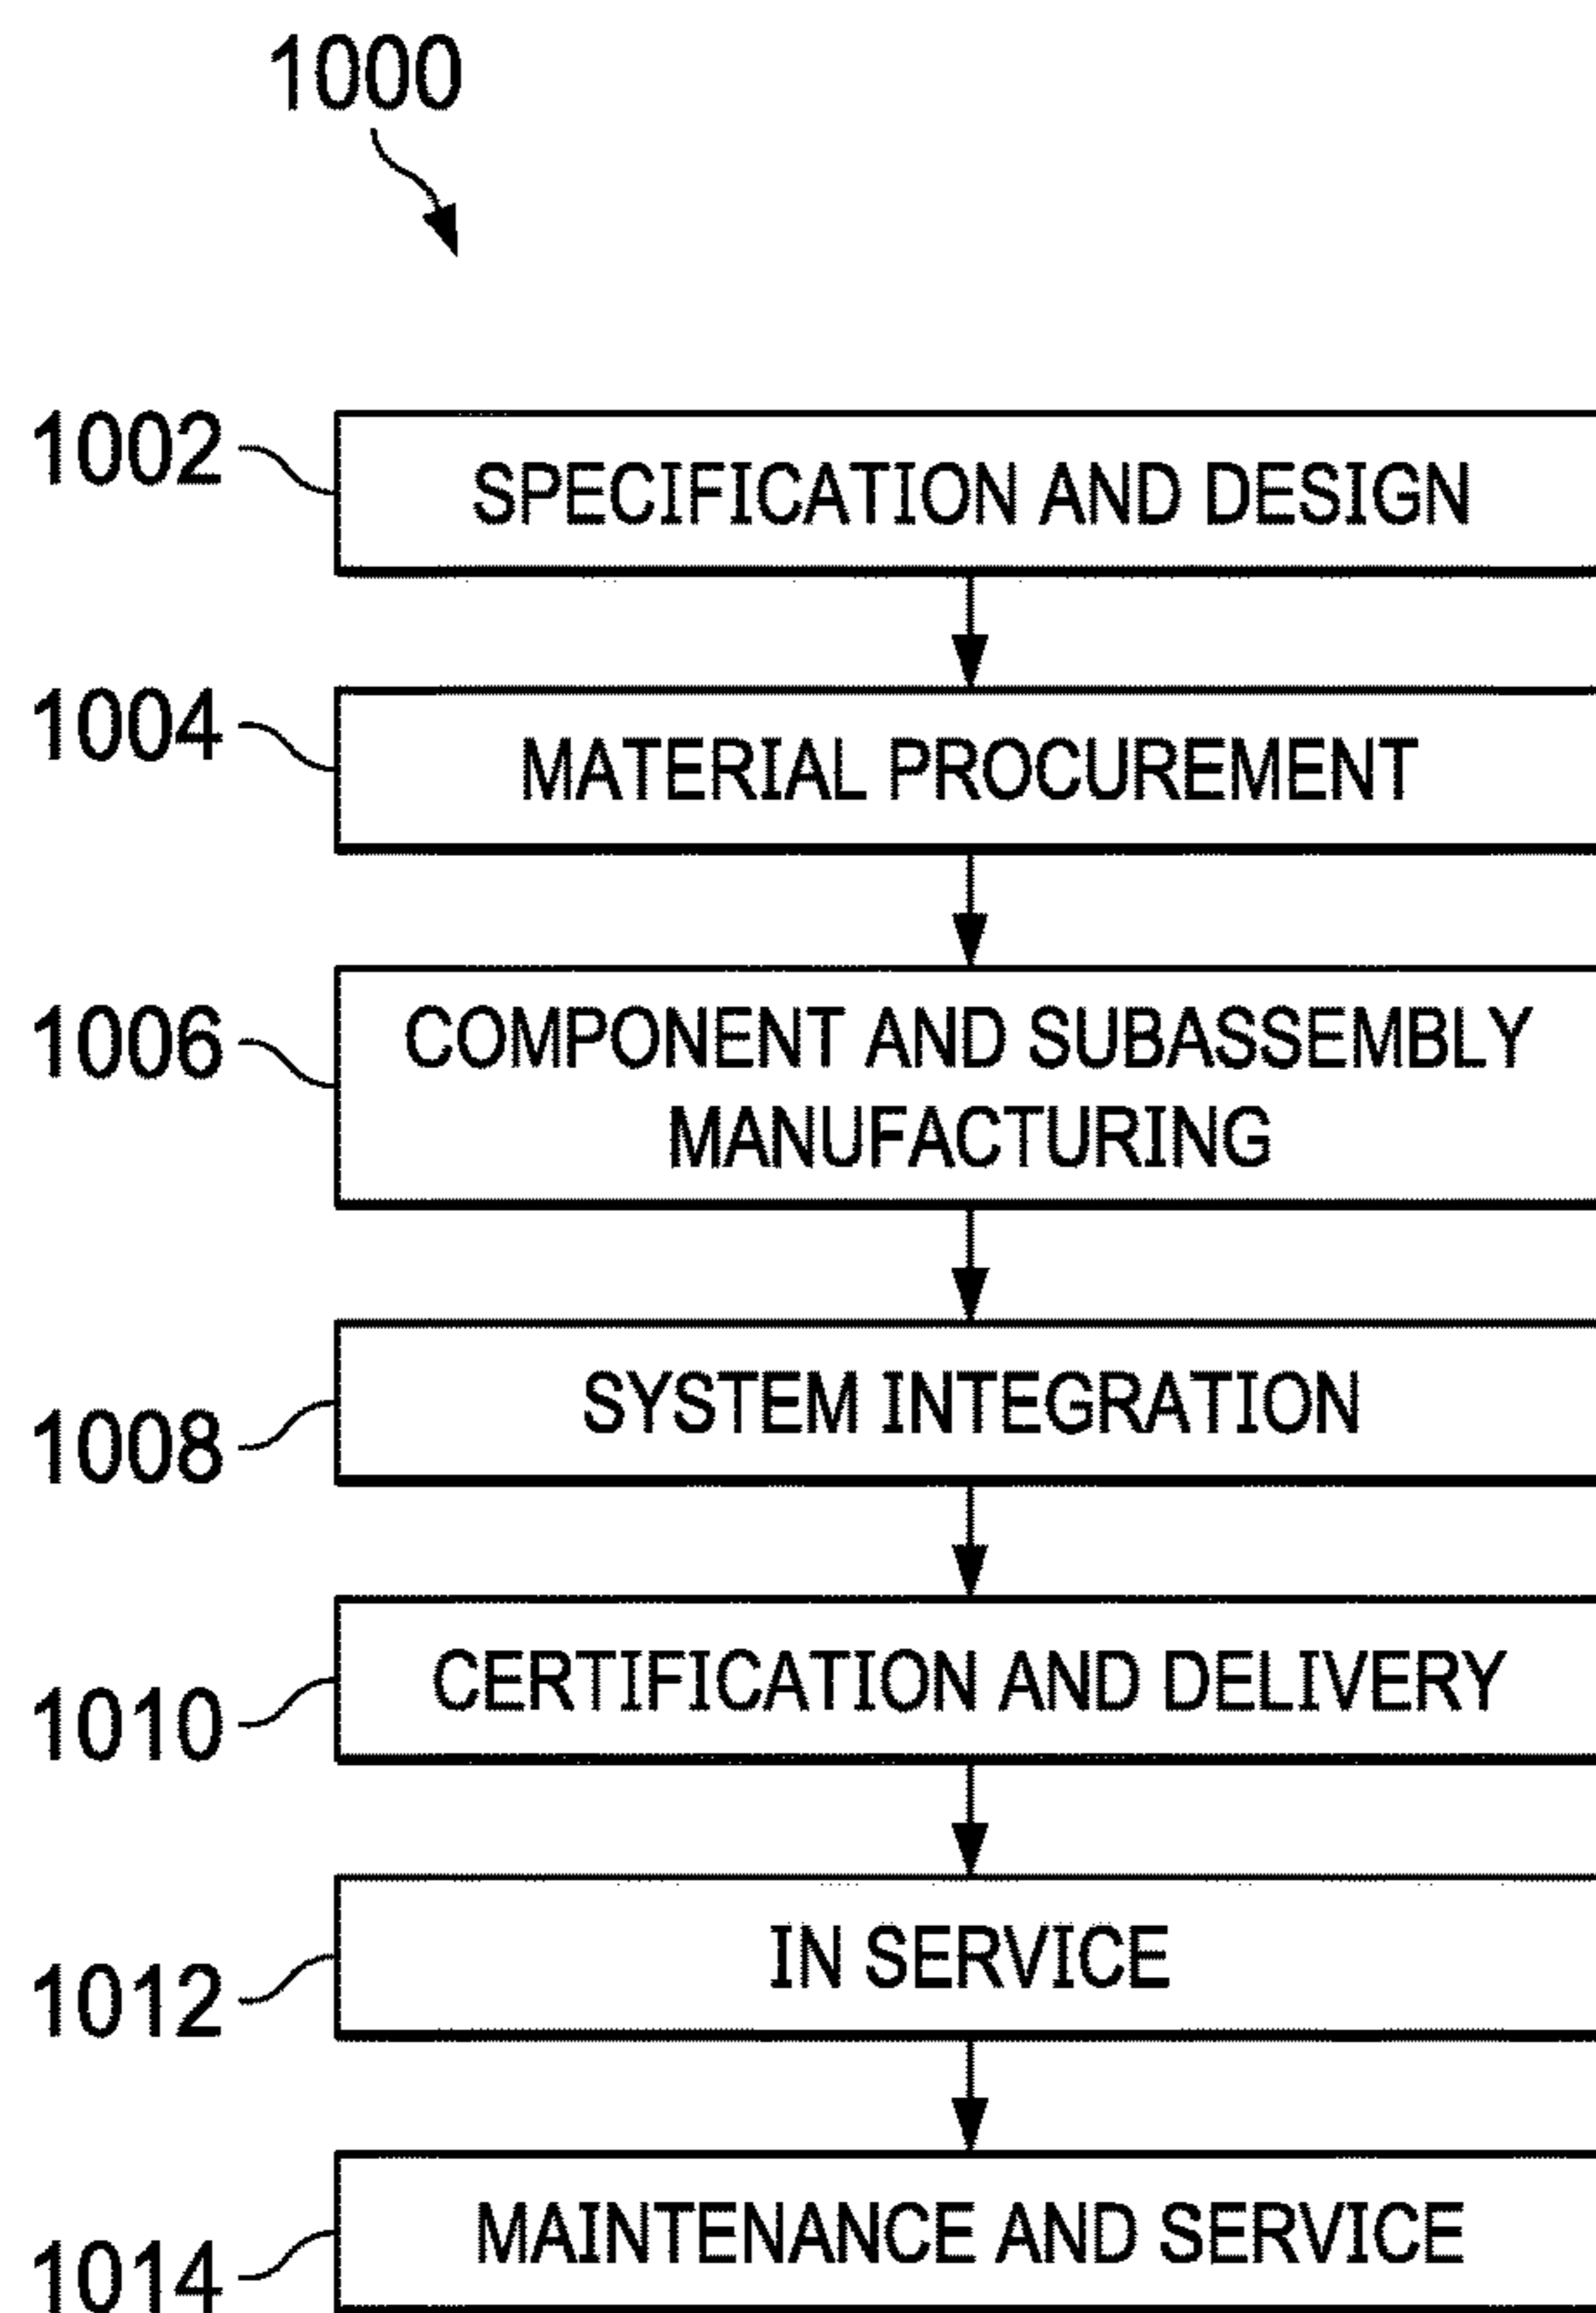 1000
1002 SPECIFICATION AND DESIGN
1004 MATERIAL PROCUREMENT
1006 COMPONENT AND SUBASSEMBLY
MANUFACTURING
1008 SYSTEM INTEGRATION
1010 CERTIFICATION AND DELIVERY
1012 IN SERVICE
1014 MAINTENANCE AND SERVICE